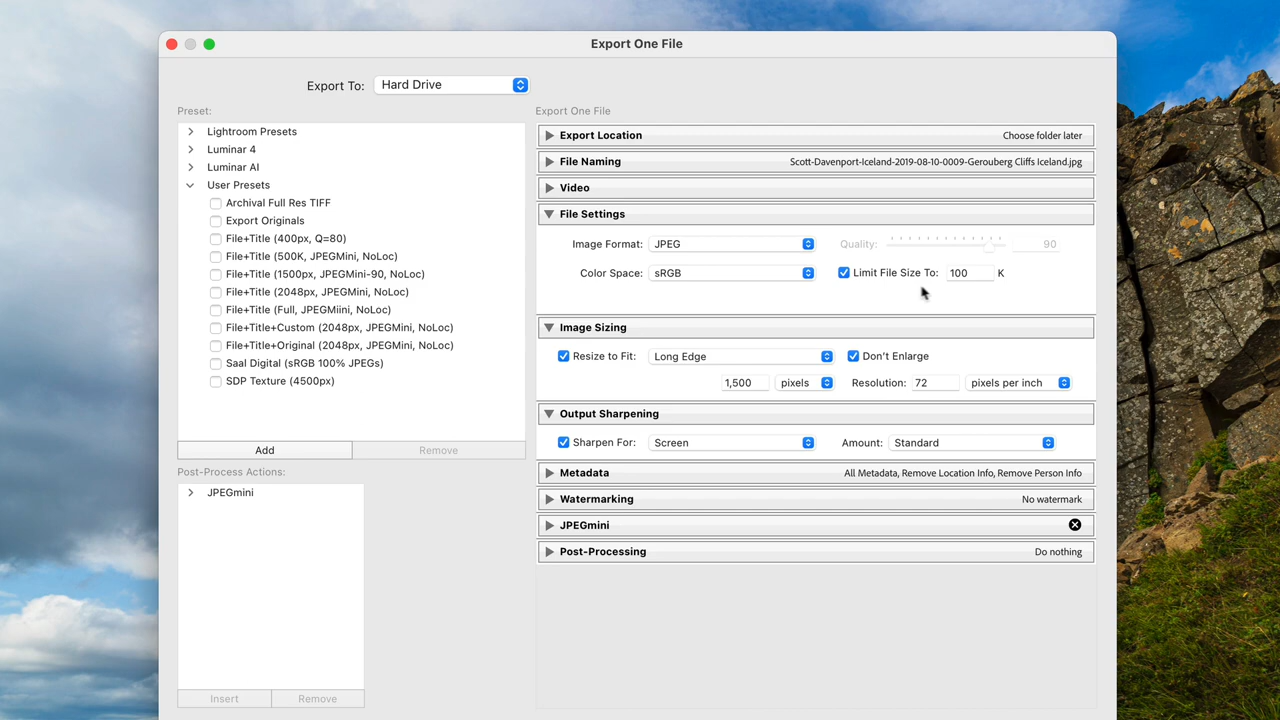 Export One File
Export To: Hard Drive
Preset:
Lightroom Presets
Luminar 4
Luminar AI
User Presets
Archival Full Res TIFF
Export Originals
File+Title (400px, Q=80)
File+Title (500K, JPEGMini, NoLoc)
File+Title (1500px, JPEGMini-90, NoLoc)
File+Title (2048px, JPEGMini, NoLoc)
File+Title (Full, JPEGMiini, NoLoc)
File+Title+Custom (2048px, JPEGMini, NoLoc)
File+Title+Original (2048px, JPEGMini, NoLoc)
Saal Digital (sRGB 100% JPEGs)
SDP Texture (4500px)
Add Remove
Post-Process Actions:
JPEGmini
Insert Remove
Export One File
Export Location Choose folder later
File Naming Scott-Davenport-Iceland-2019-08-10-0009-Gerouberg Cliffs Iceland.jpg
Video
File Settings
Image Format: JPEG Quality: 90
Color Space: sRGB Limit File Size To: 100 K
Image Sizing
Resize to Fit: Long Edge Don't Enlarge
1,500 pixels Resolution: 72 pixels per inch
Output Sharpening
Sharpen For: Screen Amount: Standard
Metadata All Metadata, Remove Location Info, Remove Person Info
Watermarking No watermark
JPEGmini
Post-Processing Do nothing